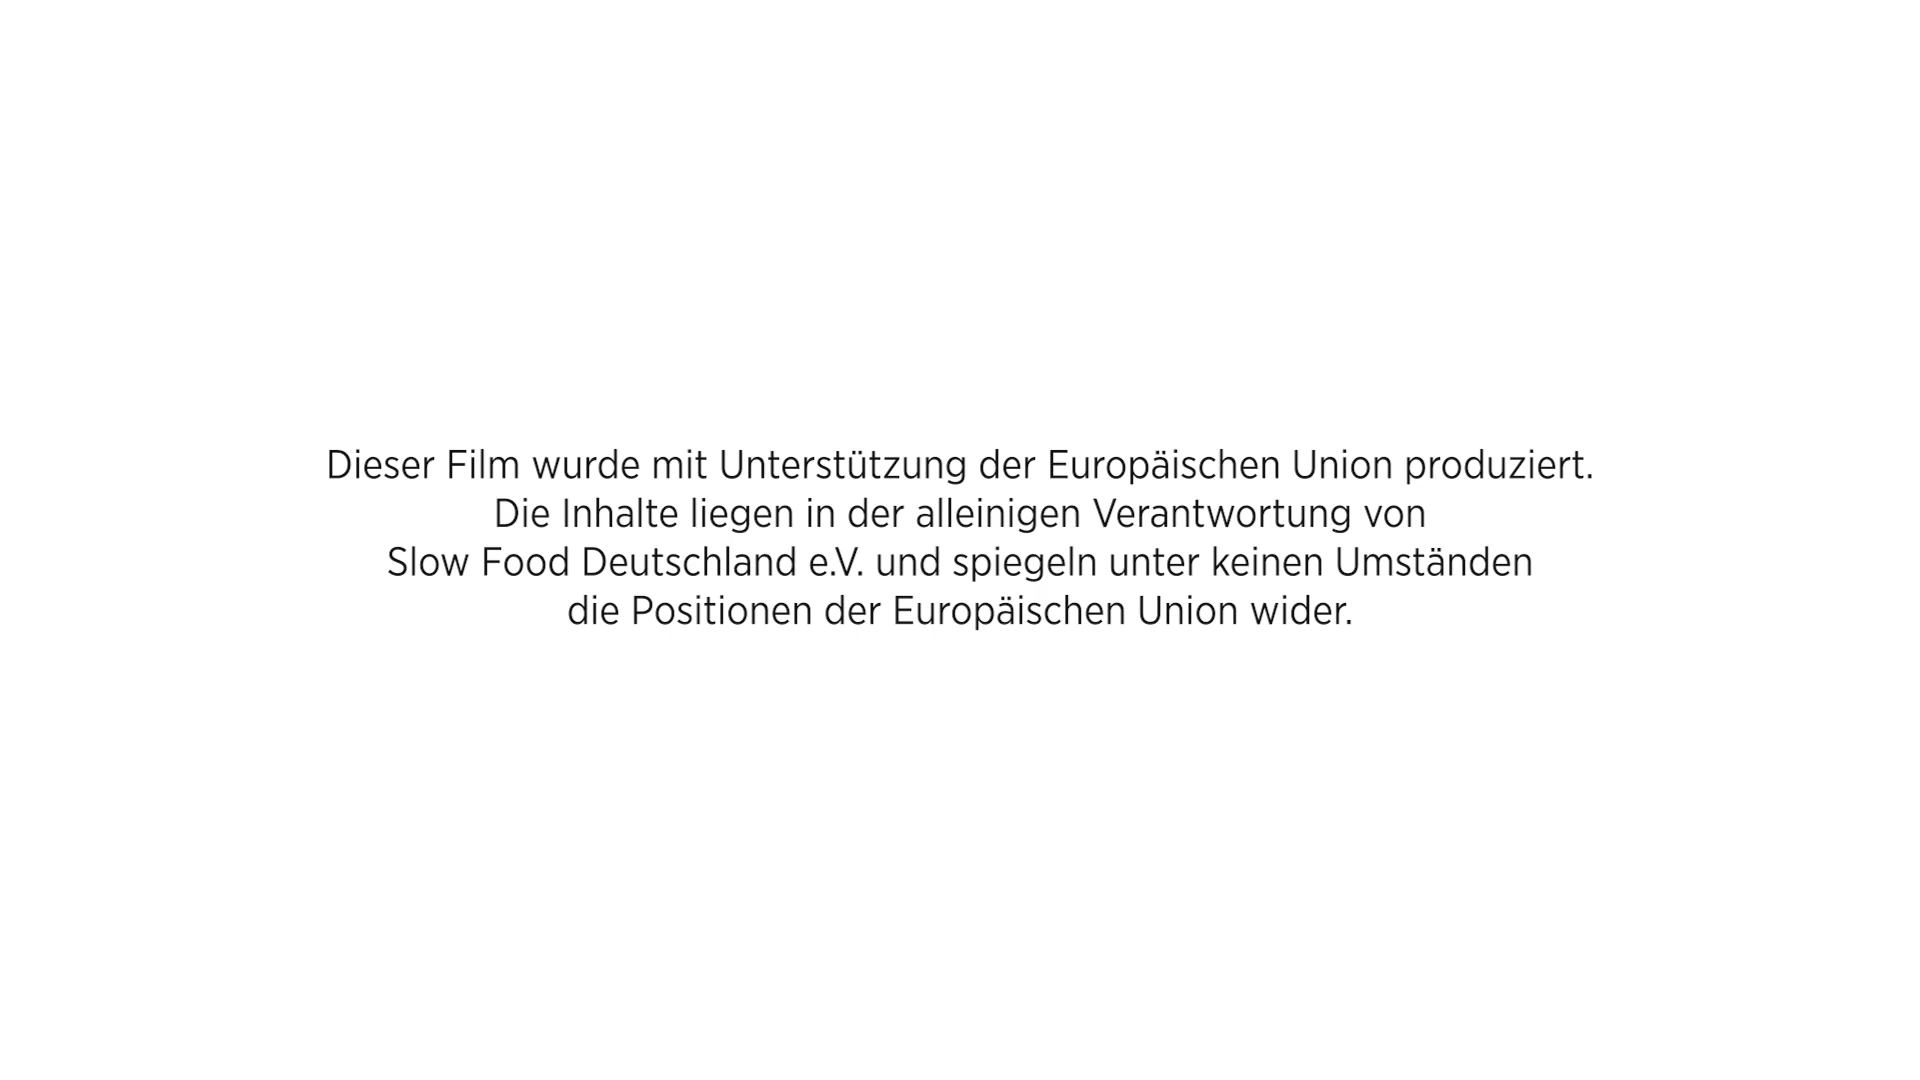 Dieser Film wurde mit Unterstützung der Europäischen Union produziert.
Die Inhalte liegen in der alleinigen Verantwortung von
Slow Food Deutschland e.V. und spiegeln unter keinen Umständen
die Positionen der Europäischen Union wider.